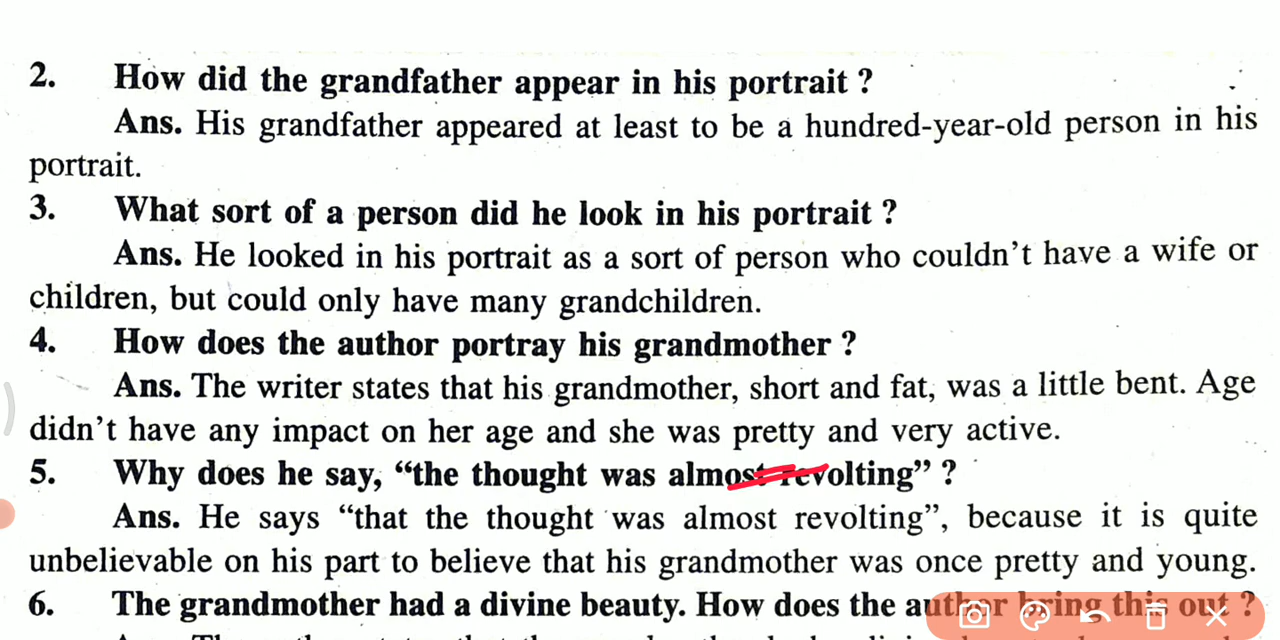 2. How did the grandfather appear in his portrait ?
Ans. His grandfather appeared at least to be a hundred-year-old person in his
portrait.
3. What sort of a person did he look in his portrait ?
Ans. He looked in his portrait as a sort of person who couldn't have a wife or
children, but could only have many grandchildren.
4. How does the author portray his grandmother ?
Ans. The writer states that his grandmother, short and fat, was a little bent. Age
didn't have any impact on her age and she was pretty and very active.
5. Why does he say, “the thought was almost revolting” ?
Ans. He says “that the thought was almost revolting”, because it is quite
unbelievable on his part to believe that his grandmother was once pretty and young.
6. The grandmother had a divine beauty. How does the author bring this out ?